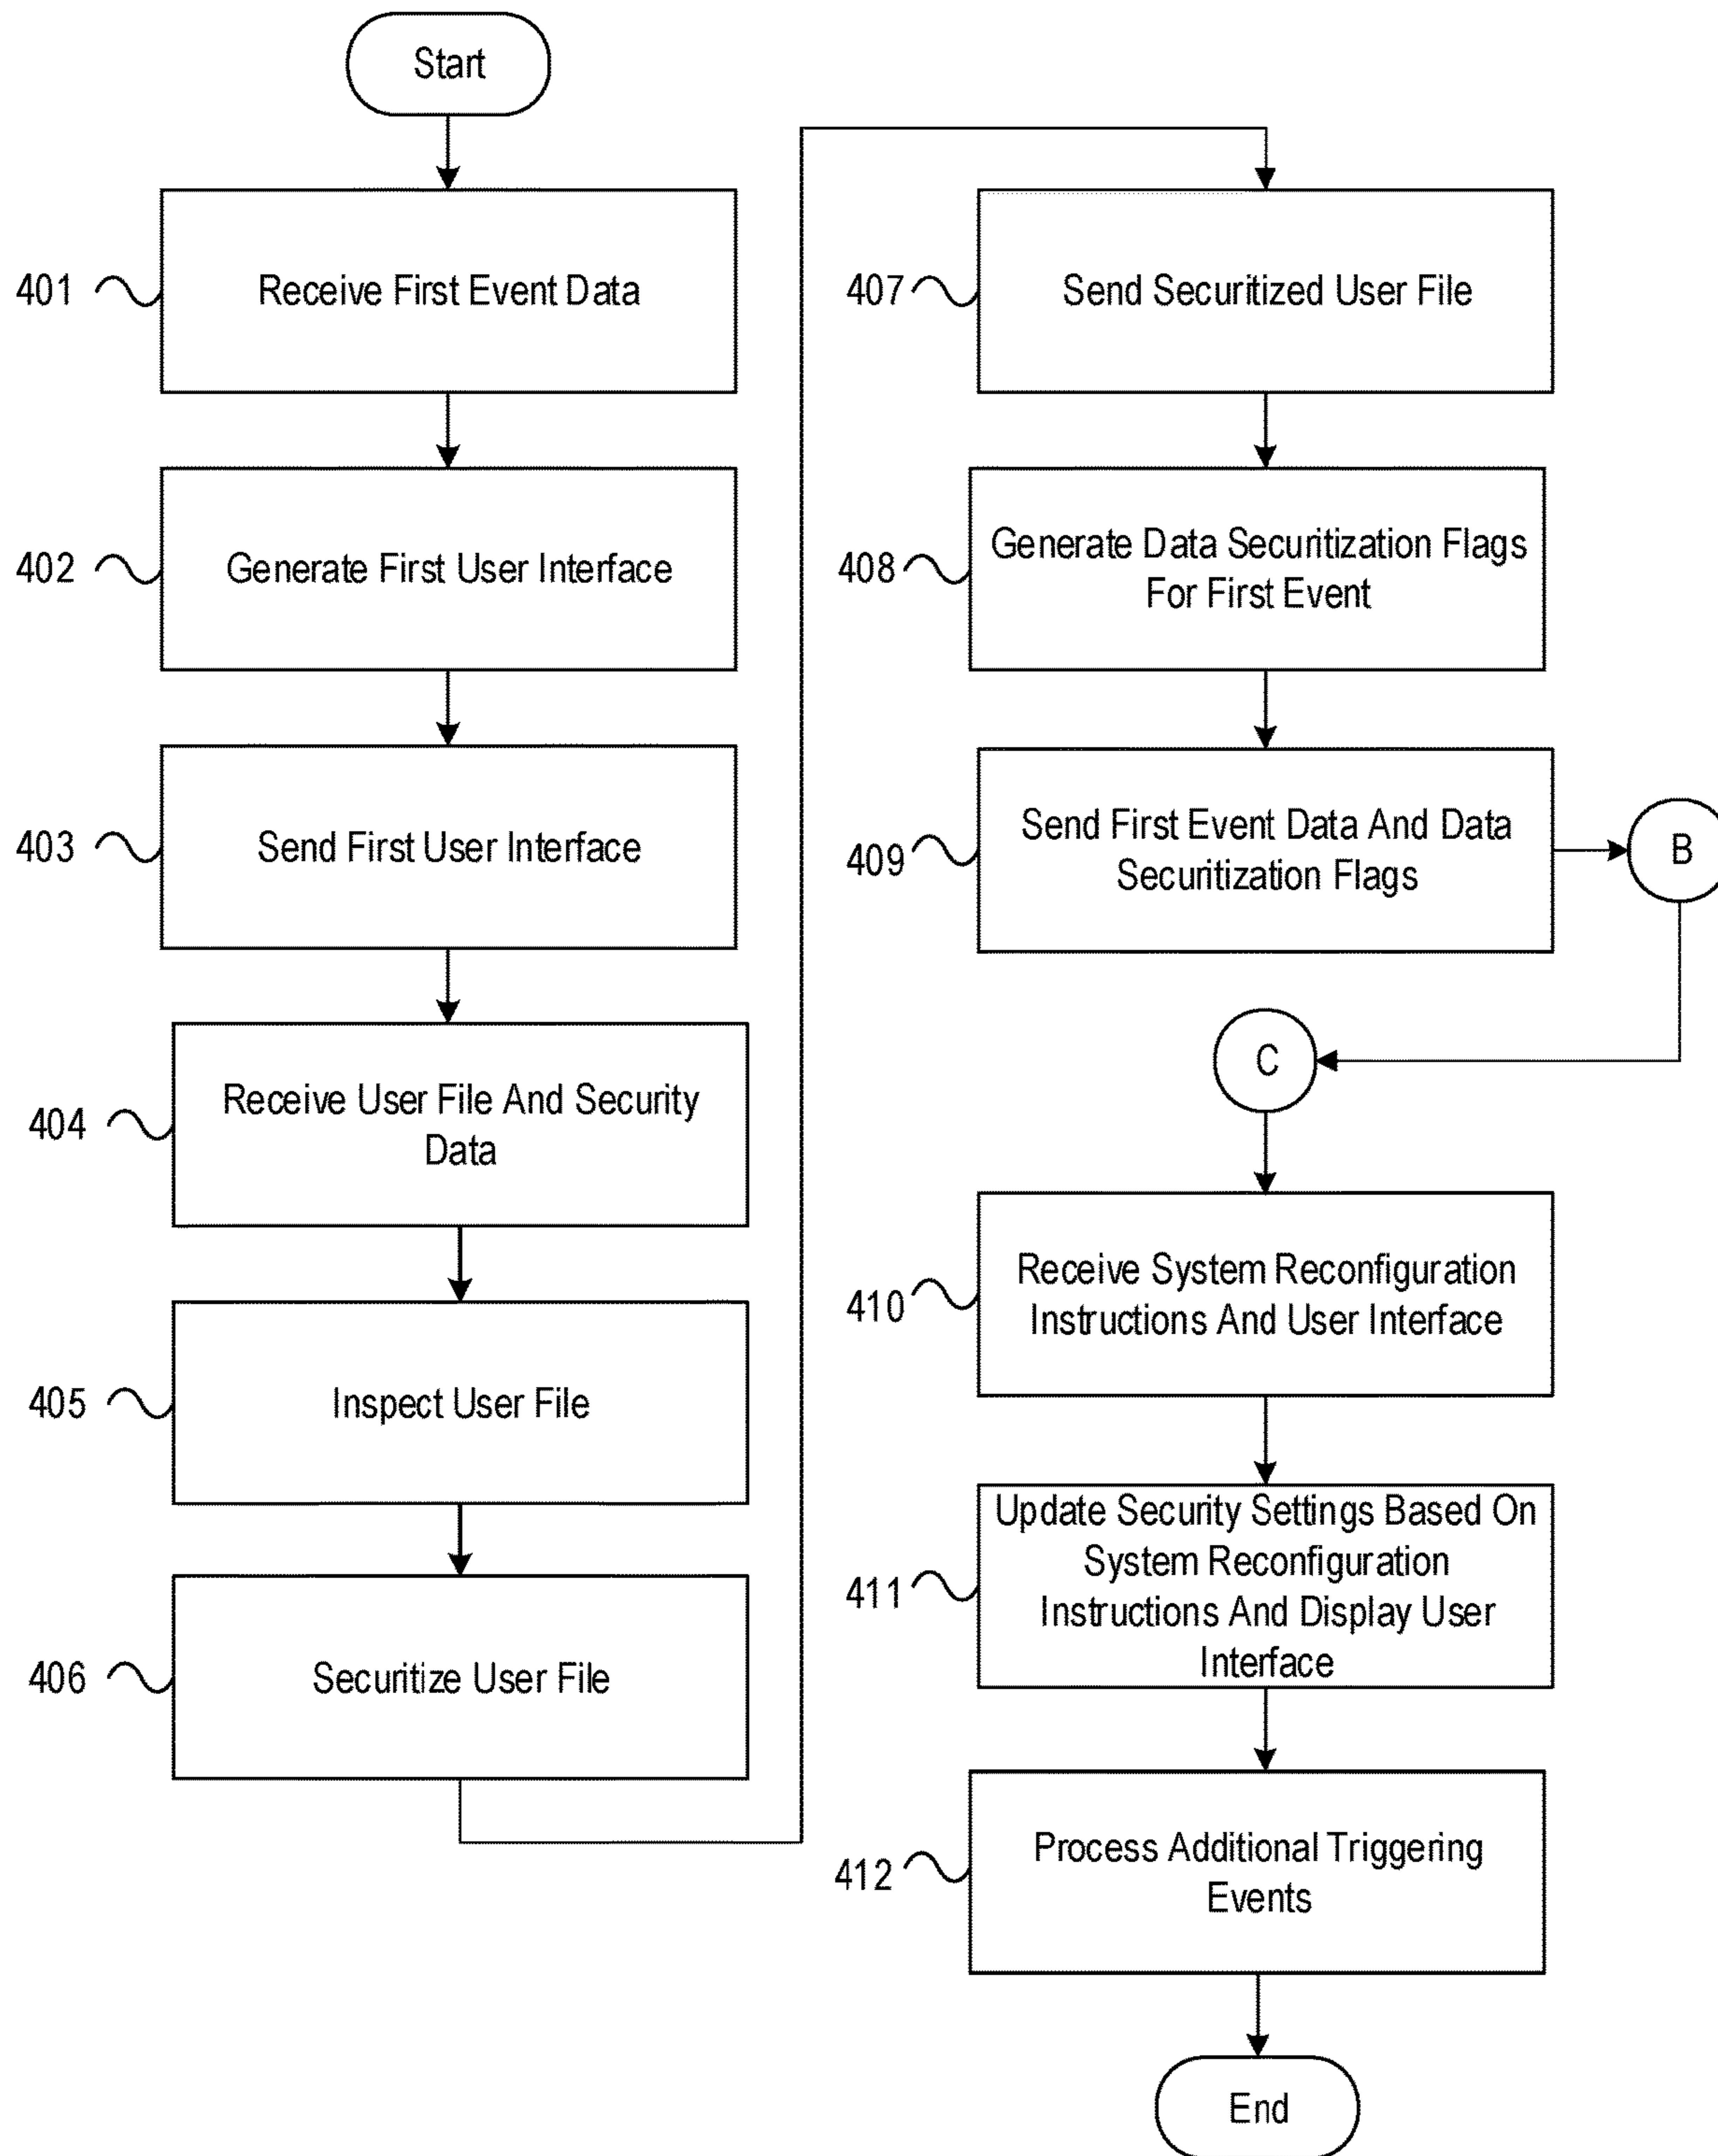 Start
401
Receive First Event Data
402
Generate First User Interface
403
Send First User Interface
404
Receive User File And Security
Data
405
Inspect User File
406
Securitize User File
407
Send Securitized User File
408
Generate Data Securitization Flags
For First Event
409
Send First Event Data And Data
Securitization Flags
B
C
410
Receive System Reconfiguration
Instructions And User Interface
411
Update Security Settings Based On
System Reconfiguration
Instructions And Display User
Interface
412
Process Additional Triggering
Events
End